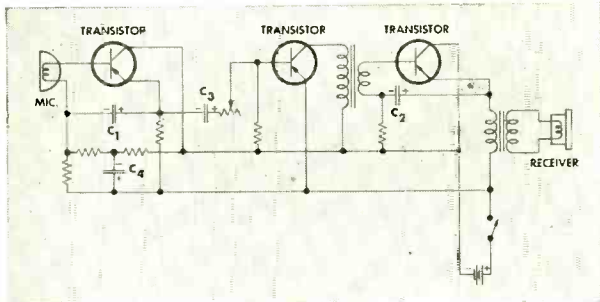 TRANSISTOR
TRANSISTOR
TRANSISTOR
MIC.
C1
C3
C2
C4
RECEIVER